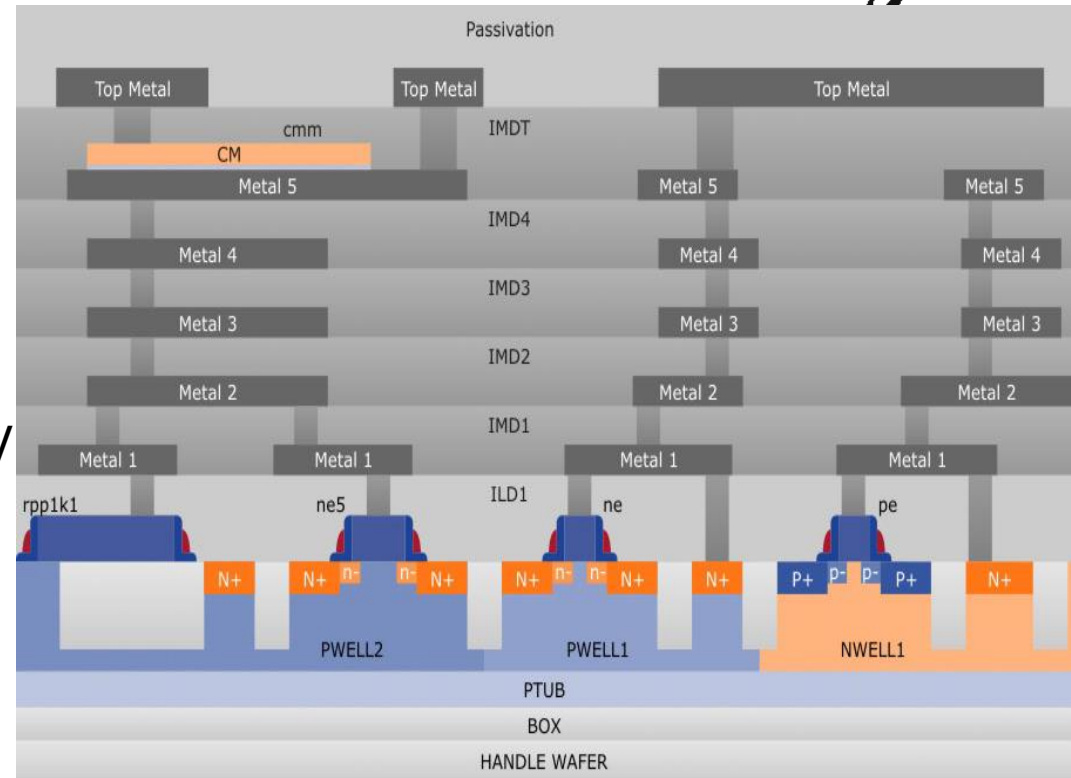 Passivation
Top Metal Top Metal Top Metal
cmm IMDT
CM
Metal 5 Metal 5 Metal 5
IMD4
Metal 4 Metal 4 Metal 4
IMD3
Metal 3 Metal 3 Metal 3
IMD2
Metal 2 Metal 2 Metal 2
IMD1
Metal 1 Metal 1 Metal 1 Metal 1
rpp1k1 ne5 ILD1 ne pe
N+ N+ n- n- N+ N+ n- n- N+ N+ P+ p- p- P+ N+
PWELL2 PWELL1 NWELL1
PTUB
BOX
HANDLE WAFER